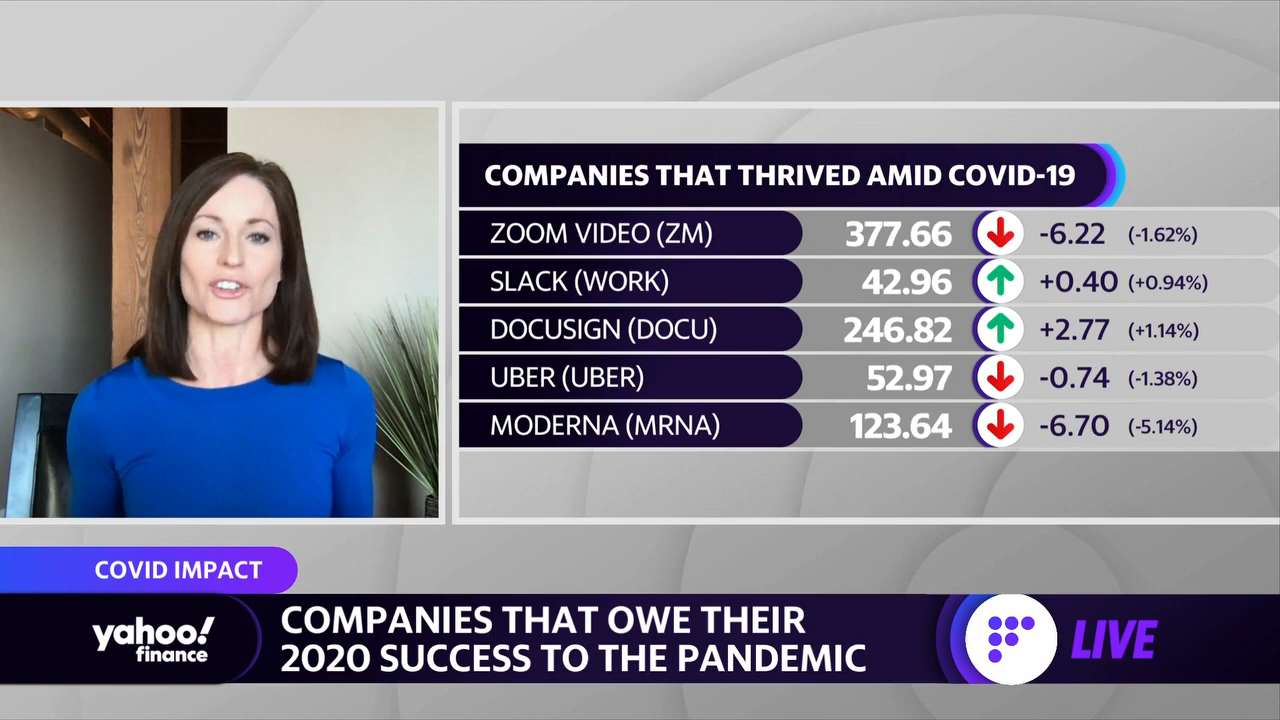 COMPANIES THAT THRIVED AMID COVID-19
ZOOM VIDEO (ZM) 377.66 -6.22 (-1.62%)
SLACK (WORK) 42.96 +0.40 (+0.94%)
DOCUSIGN (DOCU) 246.82 +2.77 (+1.14%)
UBER (UBER) 52.97 -0.74 (-1.38%)
MODERNA (MRNA) 123.64 -6.70 (-5.14%)
COVID IMPACT
yahoo!
finance
COMPANIES THAT OWE THEIR
2020 SUCCESS TO THE PANDEMIC
LIVE